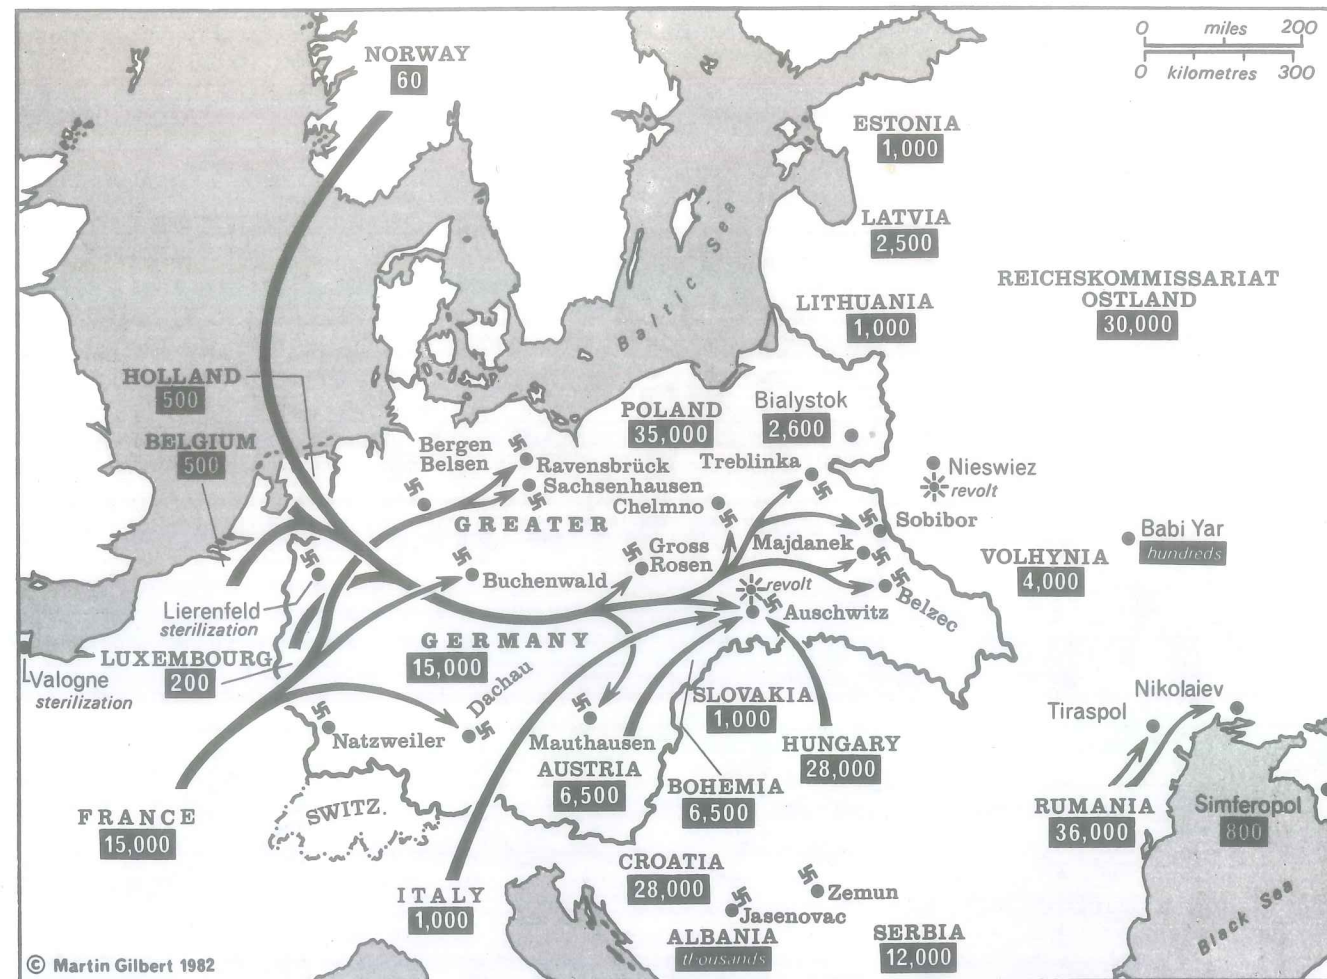 0 miles 200
0 kilometres 300
NORWAY
60
ESTONIA
1,000
LATVIA
2,500
REICHSKOMMISSARIAT
OSTLAND
30,000
LITHUANIA
1,000
Baltic Sea
HOLLAND
500
BELGIUM
500
POLAND
35,000
Bialystok
2,600
Bergen
Belsen
Ravensbrück
Sachsenhausen
Treblinka
Chelmno
Nieswiez
revolt
GREATER
Sobibor
Babi Yar
hundreds
Majdanek
VOLHYNIA
4,000
Gross
Rosen
Buchenwald
revolt
Auschwitz
Belzec
Lierenfeld
sterilization
GERMANY
15,000
LUXEMBOURG
200
Valogne
sterilization
Dachau
SLOVAKIA
1,000
Nikolaiev
Tiraspol
Natzweiler
Mauthausen
AUSTRIA
6,500
HUNGARY
28,000
BOHEMIA
6,500
FRANCE
15,000
SWITZ.
RUMANIA
36,000
Simferopol
800
CROATIA
28,000
Zemun
ITALY
1,000
Jasenovac
ALBANIA
thousands
SERBIA
12,000
Black Sea
© Martin Gilbert 1982